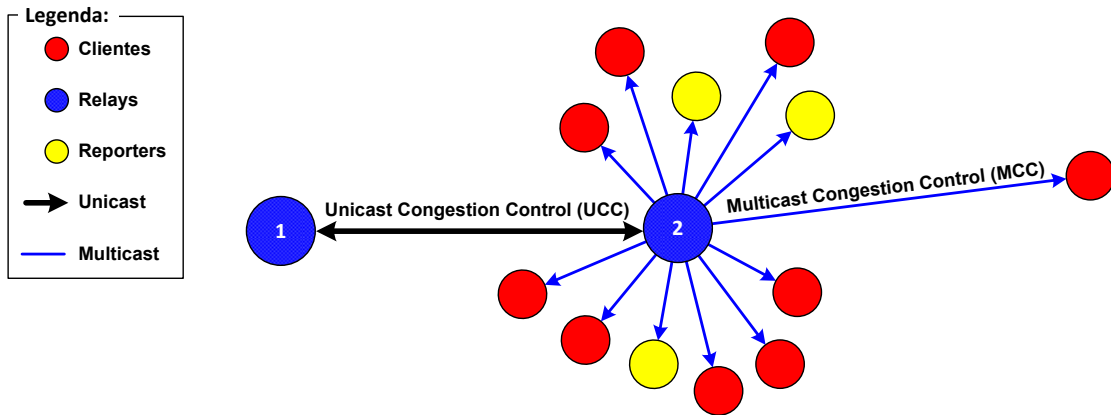 Legenda:
Clientes
Relays
Reporters
Unicast
Multicast
1
Unicast Congestion Control (UCC)
2
Multicast Congestion Control (MCC)